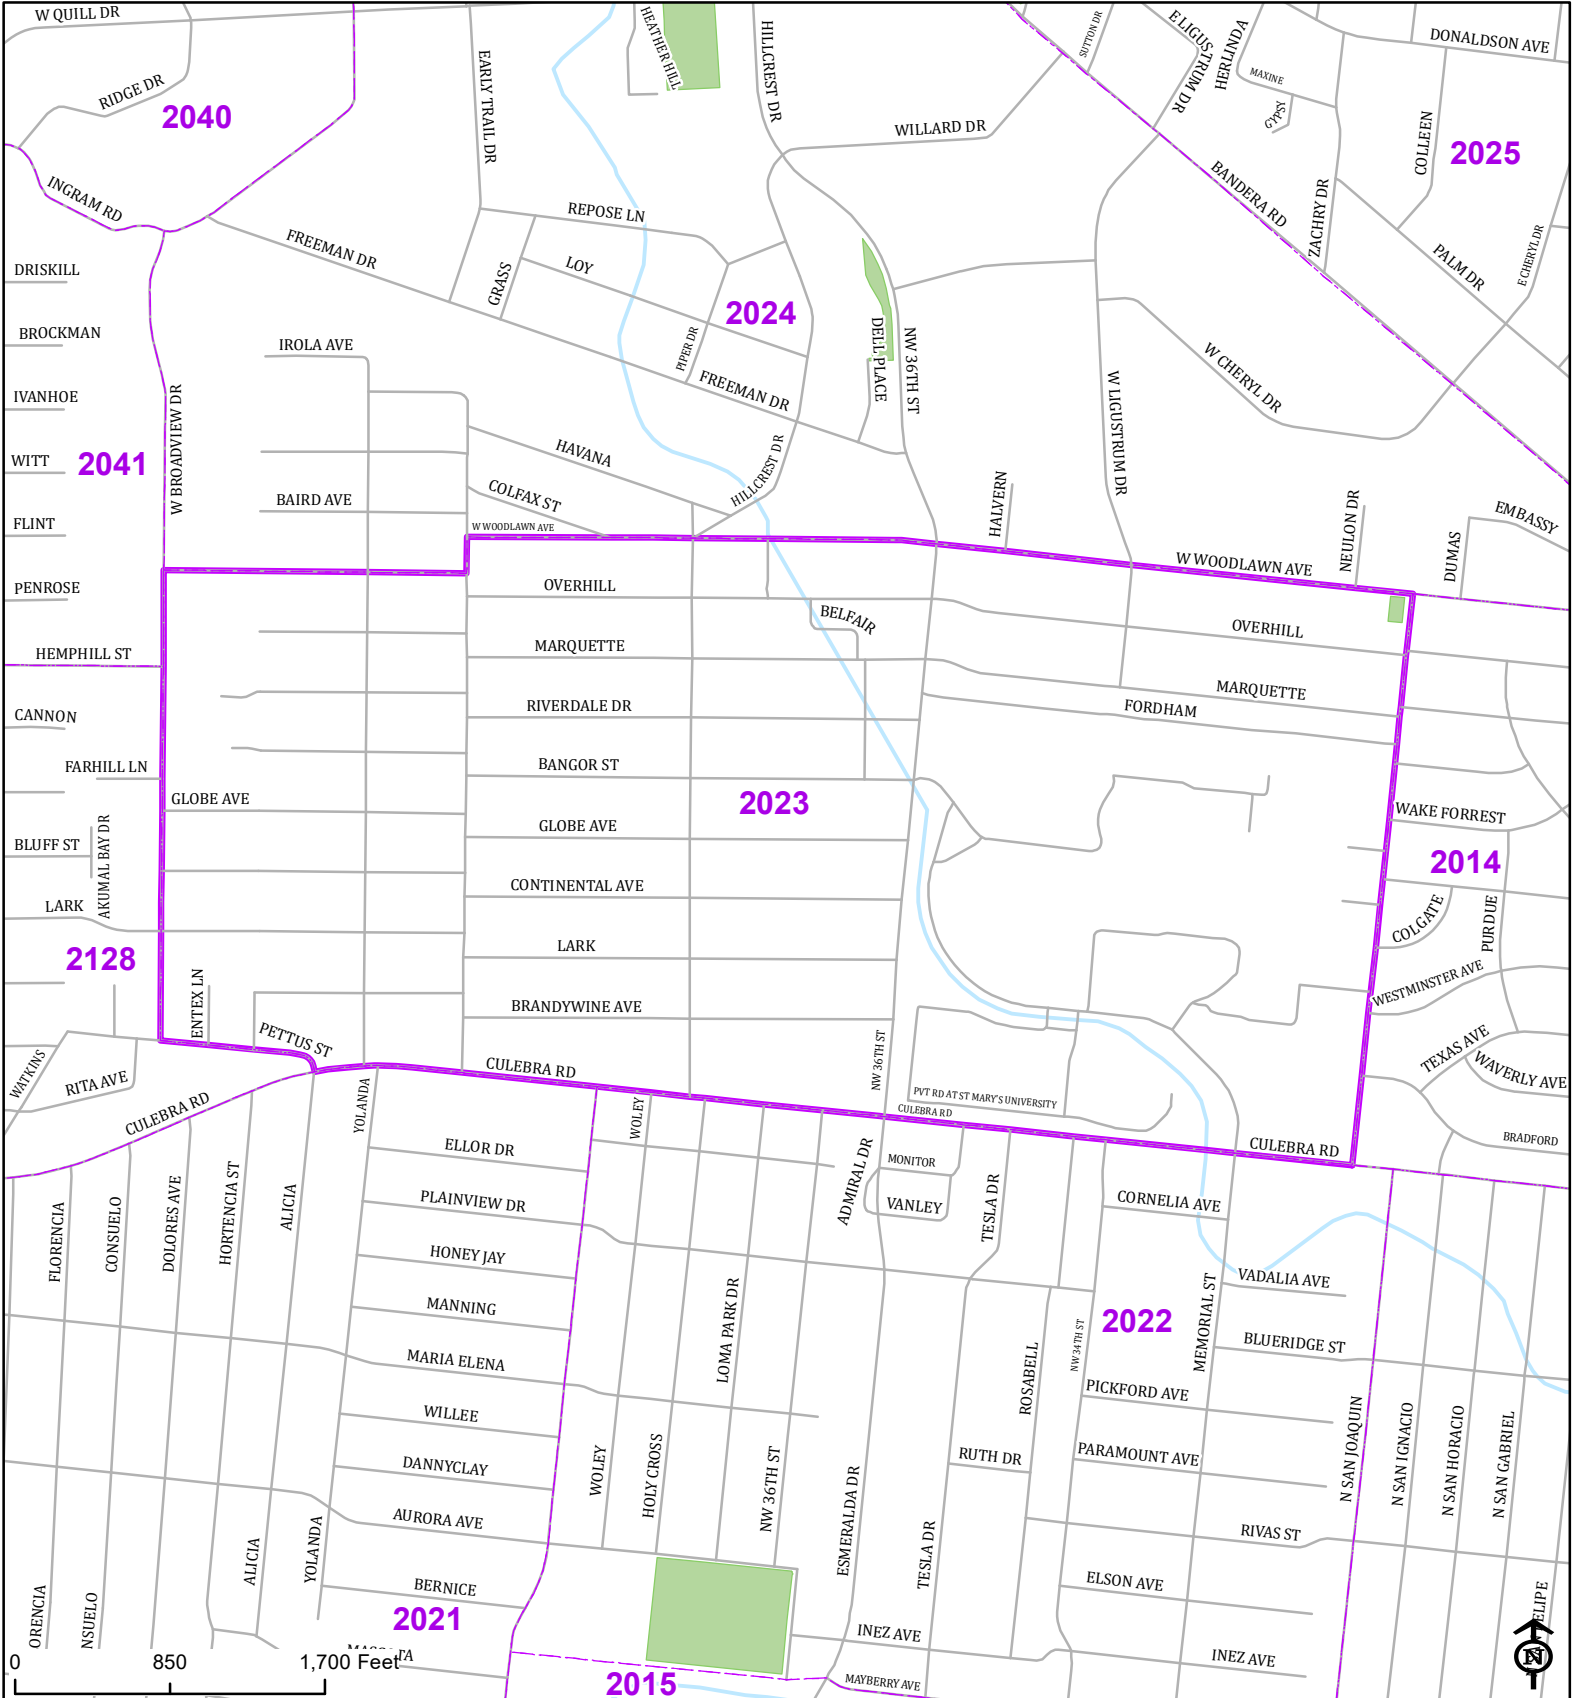 W QUILL DR
HEATHER HILL
HILLCREST DR
SUTTON DR
E LIGUSTRUM DR
HERLINDA
DONALDSON AVE
RIDGE DR
2040
EARLY TRAIL DR
WILLARD DR
MAXINE
GYPSY
COLLEEN
2025
INGRAM RD
BANDERA RD
ZACHRY DR
PALM DR
E CHERYL DR
REPOSE LN
FREEMAN DR
DRISKILL
GRASS
LOY
2024
BROCKMAN
IROLA AVE
PIPER DR
DELL PLACE
NW 36TH ST
W CHERYL DR
FREEMAN DR
IVANHOE
W BROADVIEW DR
W LIGUSTRUM DR
WITT
2041
HAVANA
HILLCREST DR
BAIRD AVE
COLFAX ST
HALVERN
NEULON DR
EMBASSY
FLINT
W WOODLAWN AVE
W WOODLAWN AVE
DUMAS
PENROSE
OVERHILL
BELFAIR
OVERHILL
HEMPHILL ST
MARQUETTE
MARQUETTE
CANNON
RIVERDALE DR
FORDHAM
FARHILL LN
BANGOR ST
GLOBE AVE
2023
WAKE FORREST
BLUFF ST
AKUMAL BAY DR
GLOBE AVE
2014
LARK
CONTINENTAL AVE
COLGATE
PURDUE
2128
LARK
WESTMINSTER AVE
ENTEX LN
BRANDYWINE AVE
PETTUS ST
NW 36TH ST
TEXAS AVE
WATKINS
RITA AVE
CULEBRA RD
WAVERLY AVE
CULEBRA RD
YOLANDA
WOLEY
PVT RD AT ST MARY'S UNIVERSITY
CULEBRA RD
CULEBRA RD
BRADFORD
ELLOR DR
ADMIRAL DR
MONITOR
VANLEY
TESLA DR
CORNELIA AVE
FLORENCIA
CONSUELO
DOLORES AVE
HORTENCIA ST
ALICIA
PLAINVIEW DR
HONEY JAY
VADALIA AVE
MANNING
LOMA PARK DR
2022
MEMORIAL ST
BLUERIDGE ST
MARIA ELENA
ROSABELL
NW 34TH ST
PICKFORD AVE
WILLEE
N SAN JOAQUIN
N SAN IGNACIO
N SAN HORACIO
N SAN GABRIEL
DANNYCLAY
WOLEY
HOLY CROSS
NW 36TH ST
ESMERALDA DR
RUTH DR
PARAMOUNT AVE
AURORA AVE
TESLA DR
RIVAS ST
ALICIA
YOLANDA
BERNICE
ELSON AVE
ORENCIA
NSUELO
2021
INEZ AVE
INEZ AVE
ELIPE
0 850 1,700 Feet
2015
MAYBERRY AVE
N